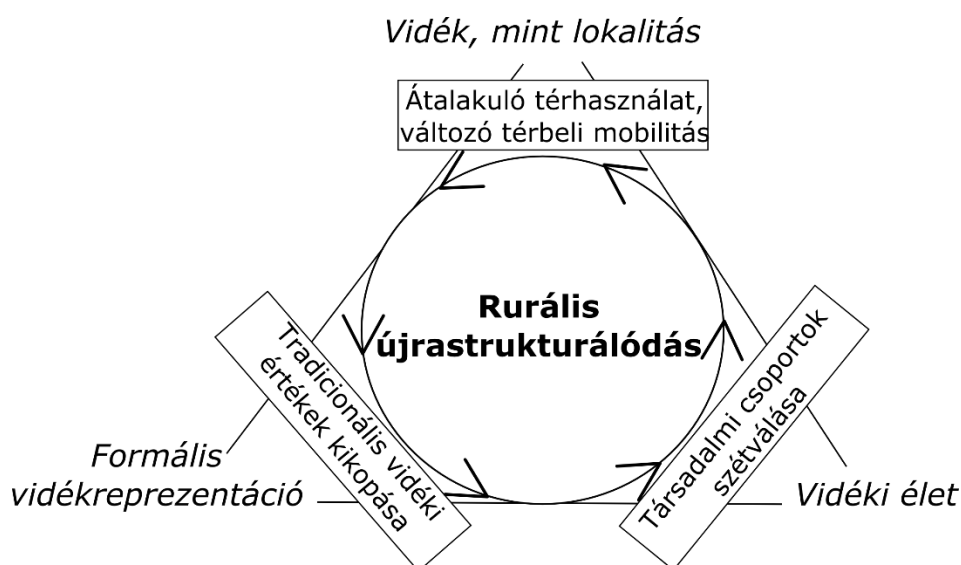 Vidék, mint lokalitás
Átalakuló térhasználat,
változó térbeli mobilitás
Rurális
újrastrukturálódás
Tradicionális vidéki
értékek kikopása
Társadalmi csoportok
szétválása
Formális
vidékreprezentáció
Vidéki élet